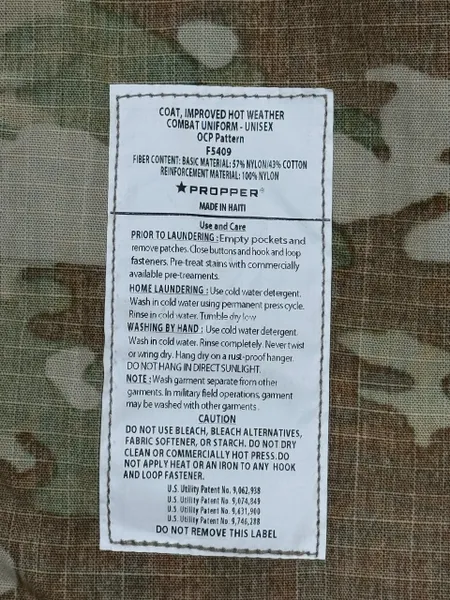 COAT, IMPROVED HOT WEATHER
COMBAT UNIFORM - UNISEX
OCP Pattern
F5409
FIBER CONTENT: BASIC MATERIAL: 57% NYLON/43% COTTON
REINFORCEMENT MATERIAL: 100% NYLON
★PROPPER®
MADE IN HAITI
Use and Care
PRIOR TO LAUNDERING : Empty pockets and
remove patches. Close buttons and hook and loop
fasteners. Pre-treat stains with commercially
available pre-treaments.
HOME LAUNDERING : Use cold water detergent.
Wash in cold water using permanent press cycle.
Rinse in cold water. Tumble dry low
WASHING BY HAND : Use cold water detergent.
Wash in cold water. Rinse completely. Never twist
or wring dry. Hang dry on a rust-proof hanger.
DO NOT HANG IN DIRECT SUNLIGHT.
NOTE : Wash garment separate from other
garments. In military field operations, garment
may be washed with other garments.
CAUTION
DO NOT USE BLEACH, BLEACH ALTERNATIVES,
FABRIC SOFTENER, OR STARCH. DO NOT DRY
CLEAN OR COMMERCIALLY HOT PRESS.DO
NOT APPLY HEAT OR AN IRON TO ANY HOOK
AND LOOP FASTENER.
U.S. Utility Patent No. 9,062,938
U.S. Utility Patent No. 9,074,849
U.S. Utility Patent No. 9,631,900
U.S. Utility Patent No. 9,746,288
DO NOT REMOVE THIS LABEL